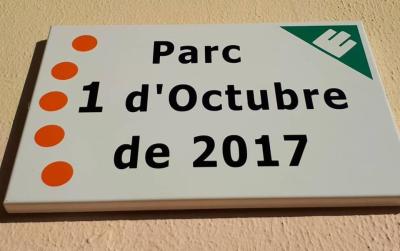 Parc
1 d'Octubre
de 2017